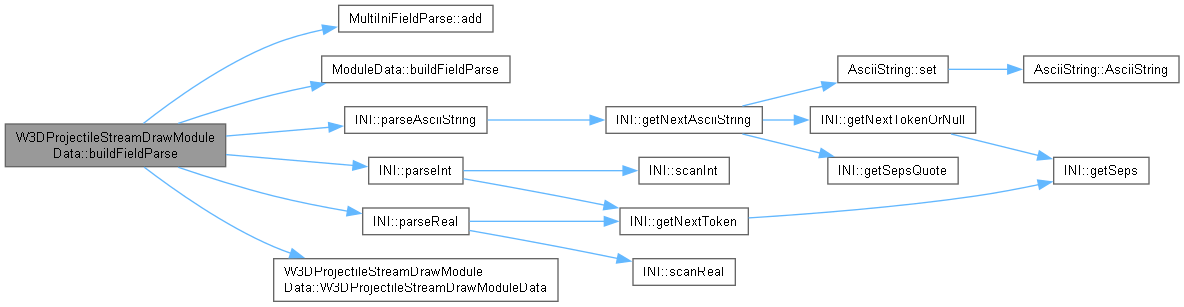 W3DProjectileStreamDrawModule
Data::buildFieldParse
MultiIniFieldParse::add
ModuleData::buildFieldParse
INI::parseAsciiString
INI::parseInt
INI::parseReal
W3DProjectileStreamDrawModule
Data::W3DProjectileStreamDrawModuleData
INI::getNextAsciiString
INI::scanInt
INI::getNextToken
INI::scanReal
AsciiString::set
INI::getNextTokenOrNull
INI::getSepsQuote
AsciiString::AsciiString
INI::getSeps